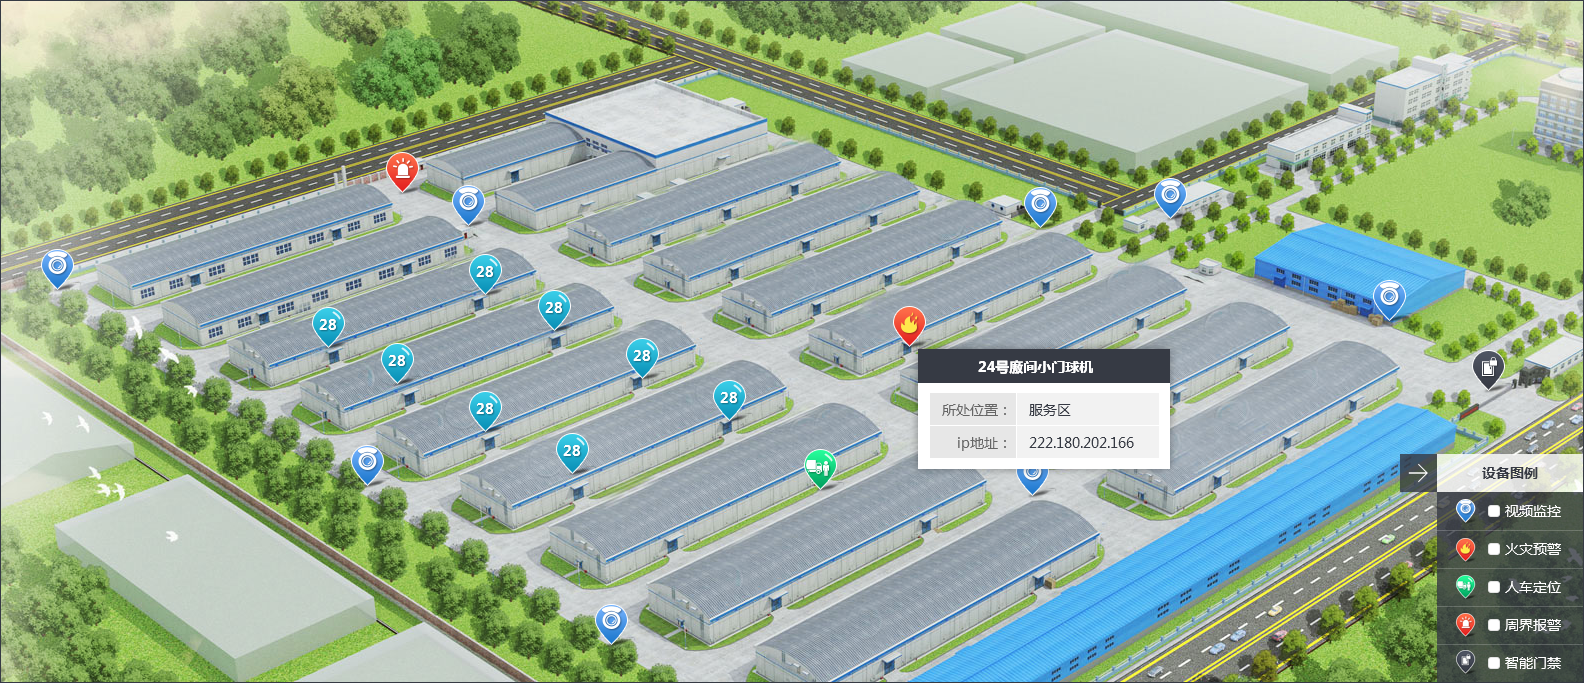 28
28
28
28
28
28
28
28
24号廒间小门球机
所处位置： 服务区
ip地址： 222.180.202.166
设备图例
视频监控
火灾预警
人车定位
周界报警
智能门禁